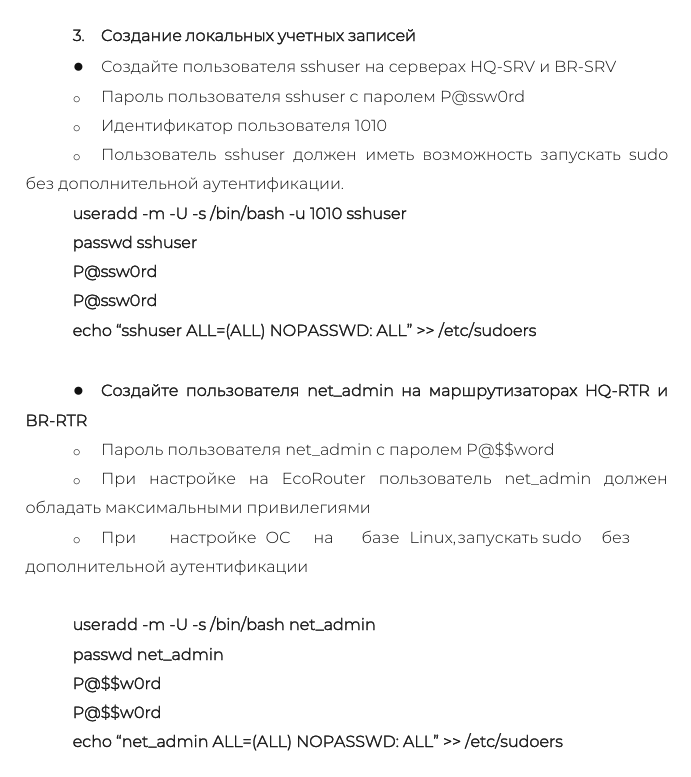 3. Создание локальных учетных записей
● Создайте пользователя sshuser на серверах HQ-SRV и BR-SRV
o Пароль пользователя sshuser с паролем P@ssw0rd
o Идентификатор пользователя 1010
o Пользователь sshuser должен иметь возможность запускать sudo
без дополнительной аутентификации.
useradd -m -U -s /bin/bash -u 1010 sshuser
passwd sshuser
P@ssw0rd
P@ssw0rd
echo “sshuser ALL=(ALL) NOPASSWD: ALL” >> /etc/sudoers
● Создайте пользователя net_admin на маршрутизаторах HQ-RTR и
BR-RTR
o Пароль пользователя net_admin с паролем P@$$word
o При настройке на EcoRouter пользователь net_admin должен
обладать максимальными привилегиями
o При настройке ОС на базе Linux, запускать sudo без
дополнительной аутентификации
useradd -m -U -s /bin/bash net_admin
passwd net_admin
P@$$w0rd
P@$$w0rd
echo “net_admin ALL=(ALL) NOPASSWD: ALL” >> /etc/sudoers